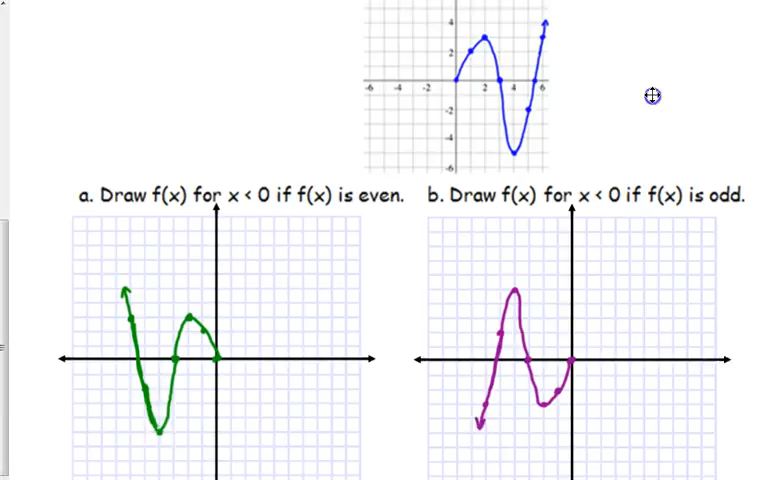 4
2
-6 -4 -2 2 4 6
-2
-4
-6
a. Draw f(x) for x < 0 if f(x) is even. b. Draw f(x) for x < 0 if f(x) is odd.